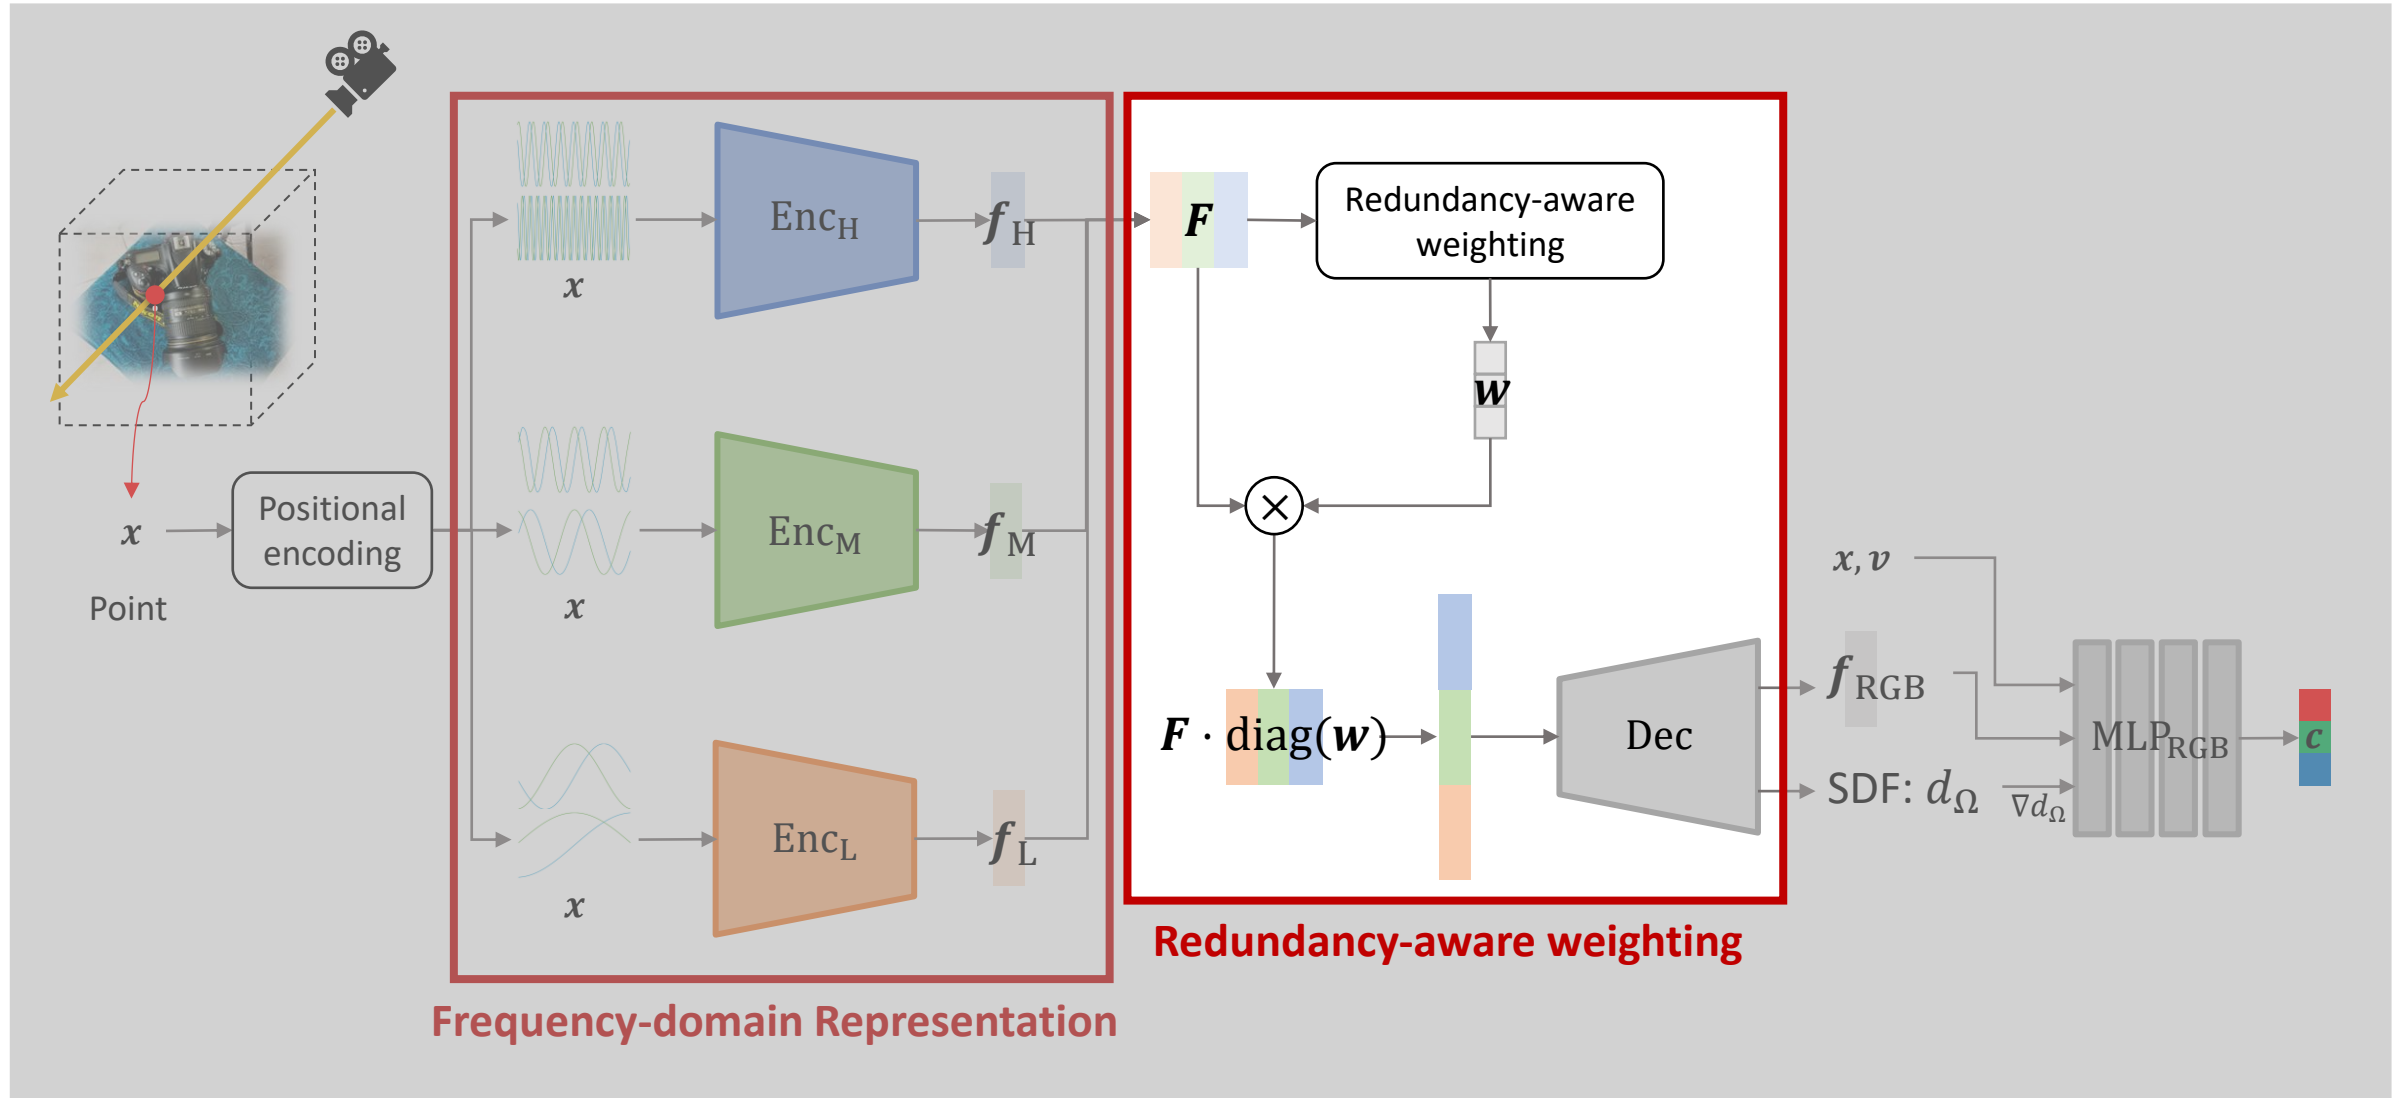 x
Point
Positional
encoding
x
Enc_H
f_H
x
Enc_M
f_M
x
Enc_L
f_L
Frequency-domain Representation
F
Redundancy-aware
weighting
w
×
F · diag(w)
Dec
Redundancy-aware weighting
x, v
f_RGB
SDF: d_Ω
∇d_Ω
MLP_RGB
c